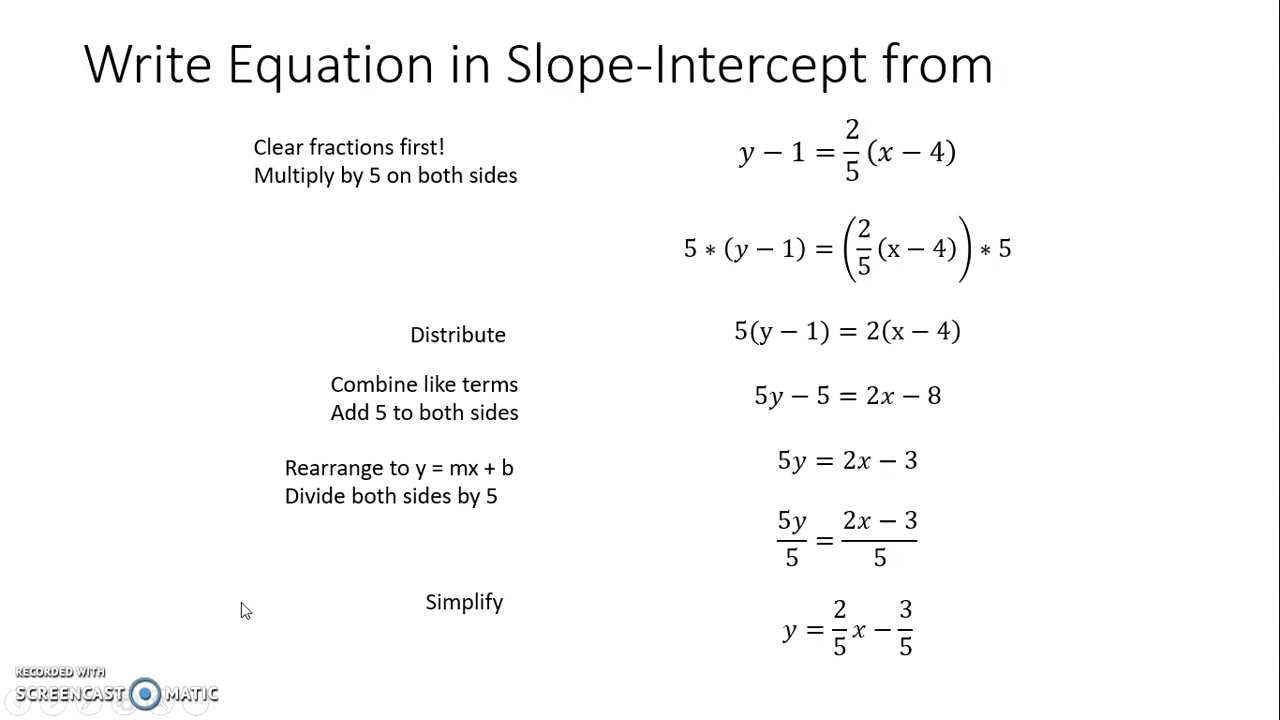 Write Equation in Slope-Intercept from
Clear fractions first!
Multiply by 5 on both sides
y − 1 = 2/5 (x − 4)
5 ∗ (y − 1) = (2/5 (x − 4)) ∗ 5
Distribute
5(y − 1) = 2(x − 4)
Combine like terms
Add 5 to both sides
5y − 5 = 2x − 8
Rearrange to y = mx + b
Divide both sides by 5
5y = 2x − 3
5y/5 = (2x − 3)/5
Simplify
y = 2/5 x − 3/5
RECORDED WITH
SCREENCAST MATIC